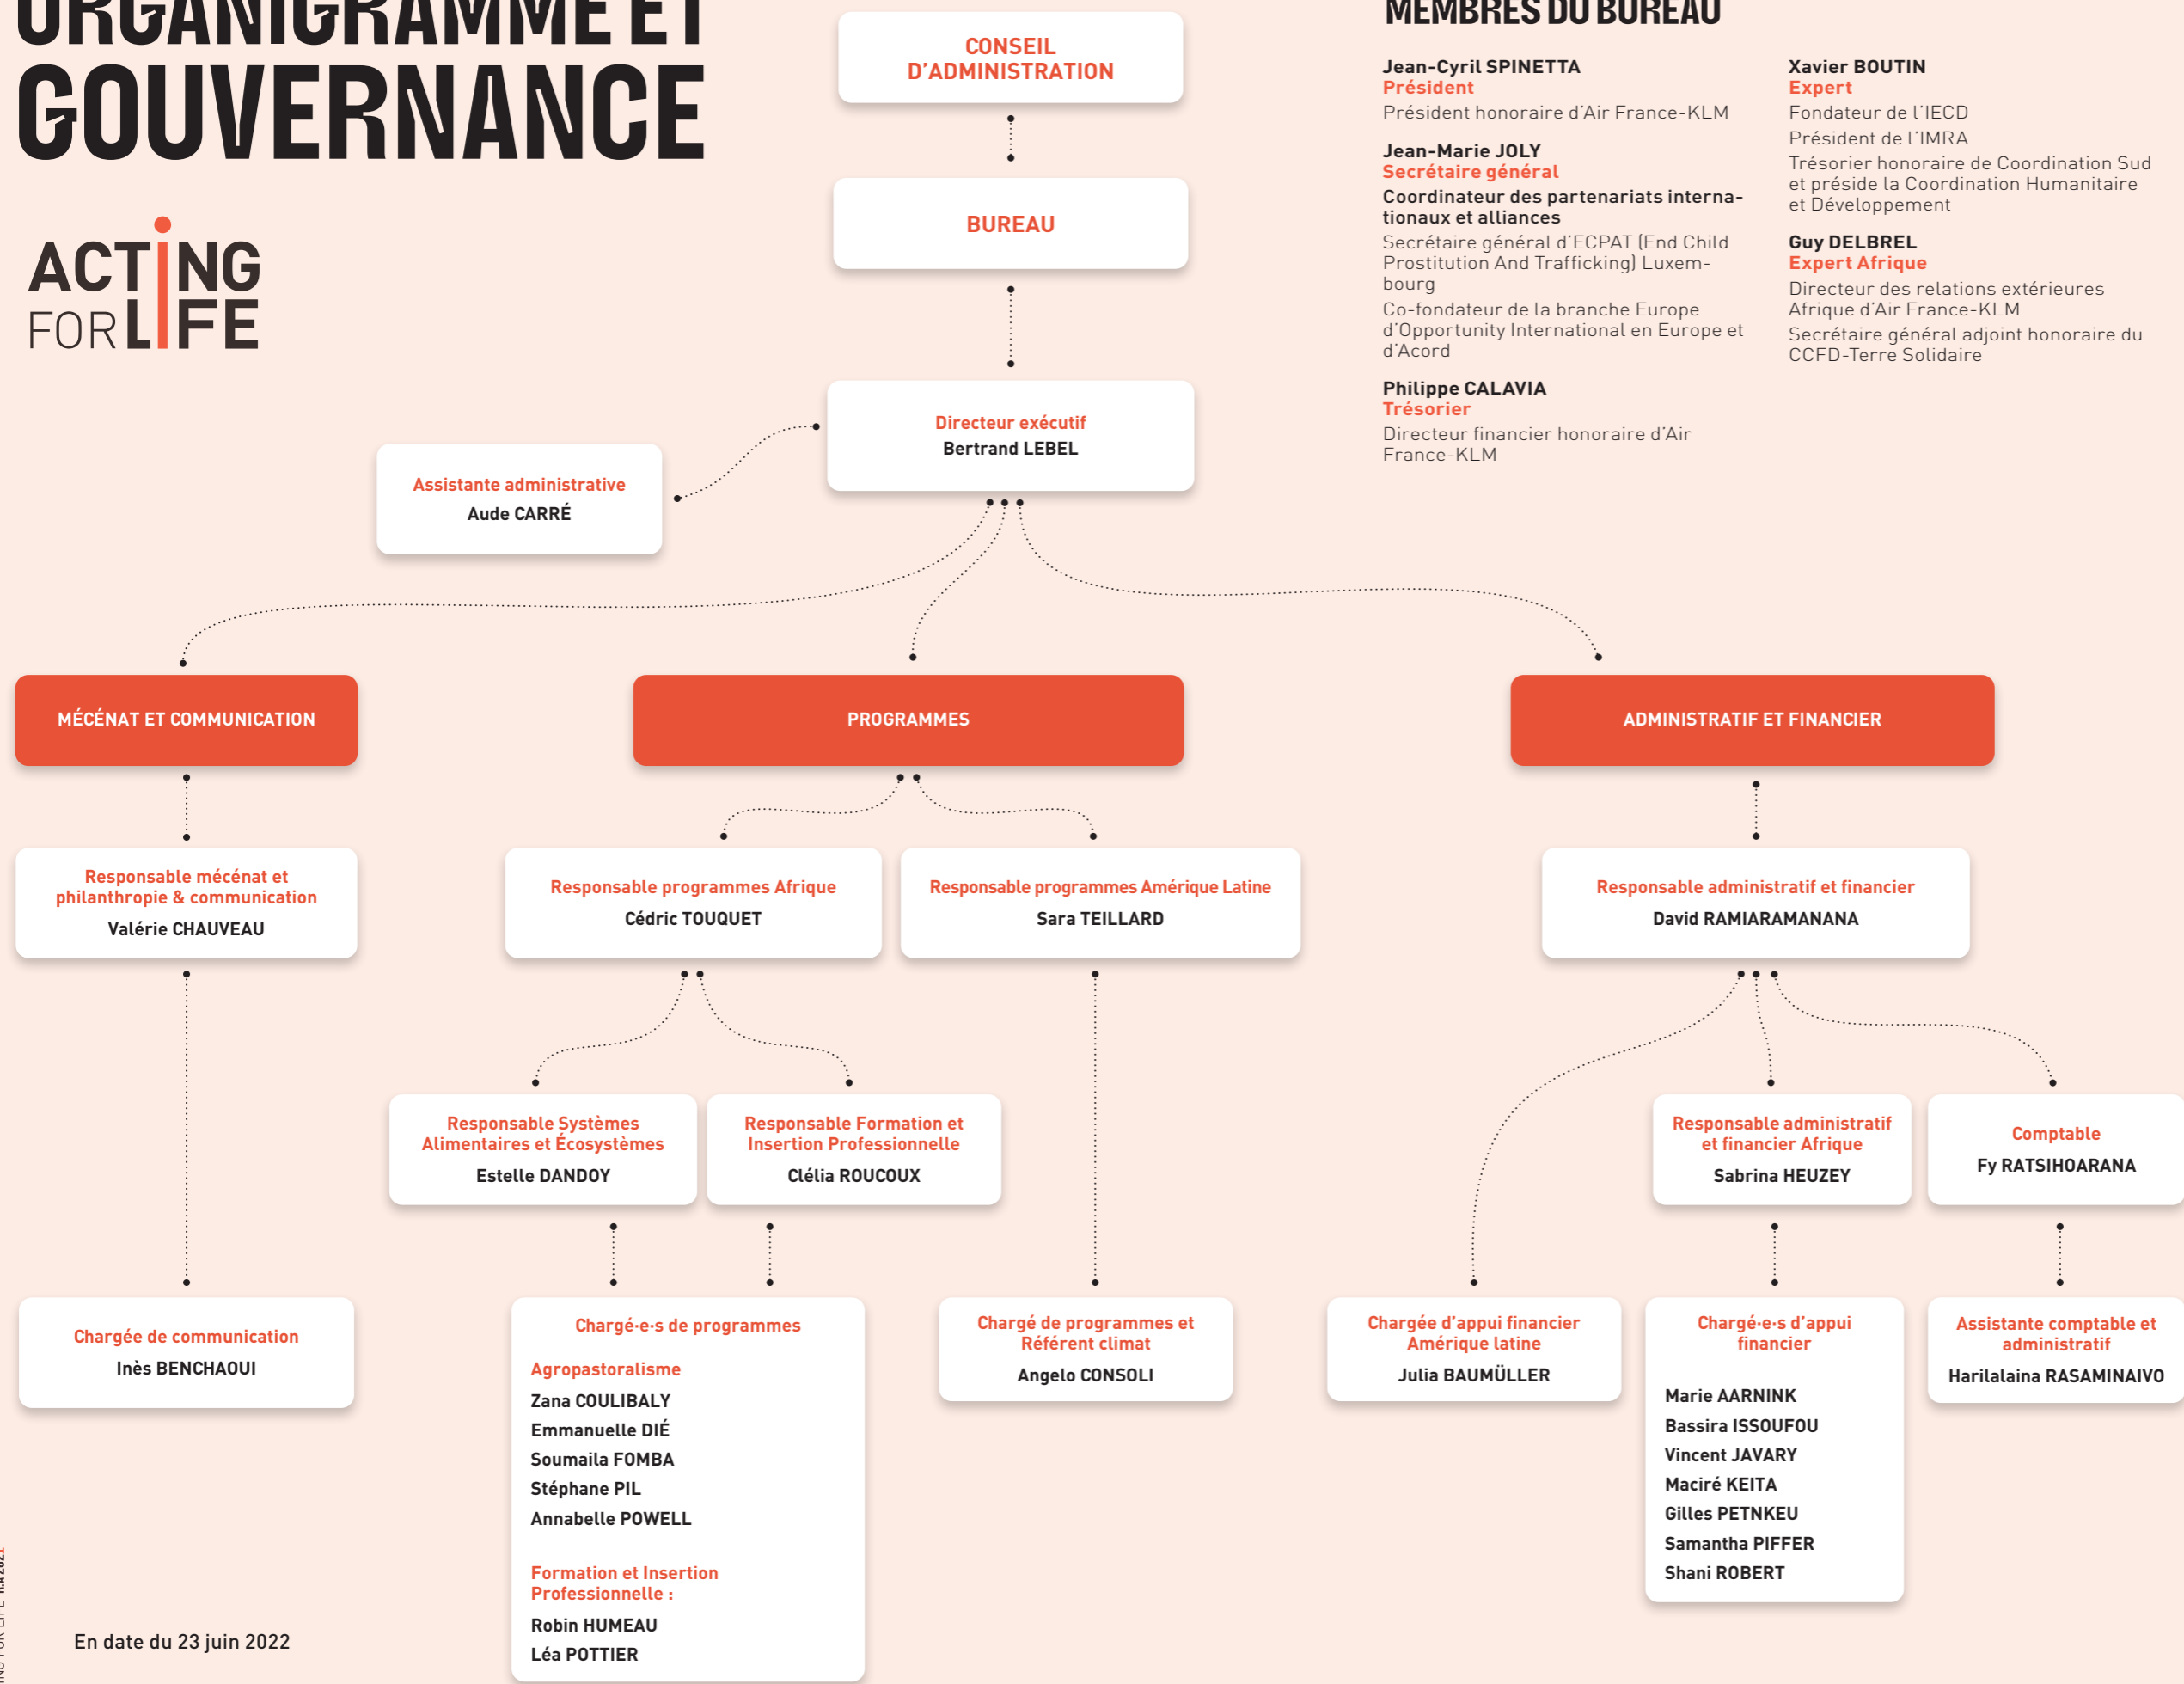 ORGANIGRAMME ET
GOUVERNANCE
ACTING
FOR LIFE
CONSEIL
D’ADMINISTRATION
BUREAU
Directeur exécutif
Bertrand LEBEL
Assistante administrative
Aude CARRÉ
MEMBRES DU BUREAU
Jean-Cyril SPINETTA
Président
Président honoraire d’Air France-KLM
Jean-Marie JOLY
Secrétaire général
Coordinateur des partenariats interna-
tionaux et alliances
Secrétaire général d’ECPAT (End Child
Prostitution And Trafficking) Luxem-
bourg
Co-fondateur de la branche Europe
d’Opportunity International en Europe et
d’Acord
Philippe CALAVIA
Trésorier
Directeur financier honoraire d’Air
France-KLM
Xavier BOUTIN
Expert
Fondateur de l’IECD
Président de l’IMRA
Trésorier honoraire de Coordination Sud
et préside la Coordination Humanitaire
et Développement
Guy DELBREL
Expert Afrique
Directeur des relations extérieures
Afrique d’Air France-KLM
Secrétaire général adjoint honoraire du
CCFD-Terre Solidaire
MÉCÉNAT ET COMMUNICATION
PROGRAMMES
ADMINISTRATIF ET FINANCIER
Responsable mécénat et
philanthropie & communication
Valérie CHAUVEAU
Responsable programmes Afrique
Cédric TOUQUET
Responsable programmes Amérique Latine
Sara TEILLARD
Responsable administratif et financier
David RAMIARAMANANA
Responsable Systèmes
Alimentaires et Écosystèmes
Estelle DANDOY
Responsable Formation et
Insertion Professionnelle
Clélia ROUCOUX
Responsable administratif
et financier Afrique
Sabrina HEUZEY
Comptable
Fy RATSIHOARANA
Chargée de communication
Inès BENCHAOUI
Chargé·e·s de programmes
Agropastoralisme
Zana COULIBALY
Emmanuelle DIÉ
Soumaila FOMBA
Stéphane PIL
Annabelle POWELL
Formation et Insertion
Professionnelle :
Robin HUMEAU
Léa POTTIER
Chargé de programmes et
Référent climat
Angelo CONSOLI
Chargée d’appui financier
Amérique latine
Julia BAUMÜLLER
Chargé·e·s d’appui
financier
Marie AARNINK
Bassira ISSOUFOU
Vincent JAVARY
Maciré KEITA
Gilles PETNKEU
Samantha PIFFER
Shani ROBERT
Assistante comptable et
administratif
Harilalaina RASAMINAIVO
En date du 23 juin 2022